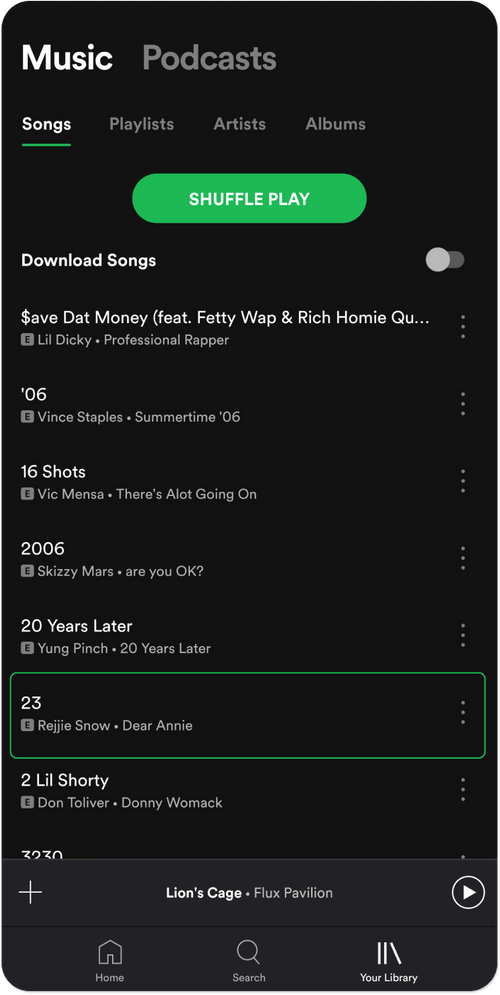 Music Podcasts
Songs Playlists Artists Albums
SHUFFLE PLAY
Download Songs
$ave Dat Money (feat. Fetty Wap & Rich Homie Qu...
E Lil Dicky • Professional Rapper
'06
E Vince Staples • Summertime '06
16 Shots
E Vic Mensa • There's Alot Going On
2006
E Skizzy Mars • are you OK?
20 Years Later
E Yung Pinch • 20 Years Later
23
E Rejjie Snow • Dear Annie
2 Lil Shorty
E Don Toliver • Donny Womack
3230
Lion's Cage • Flux Pavilion
Home Search Your Library